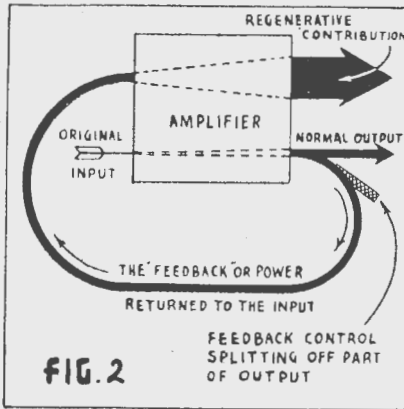 REGENERATIVE
CONTRIBUTION
AMPLIFIER
ORIGINAL
INPUT
NORMAL OUTPUT
THE "FEEDBACK" OR POWER
RETURNED TO THE INPUT
FEEDBACK CONTROL
SPLITTING OFF PART
OF OUTPUT
FIG. 2